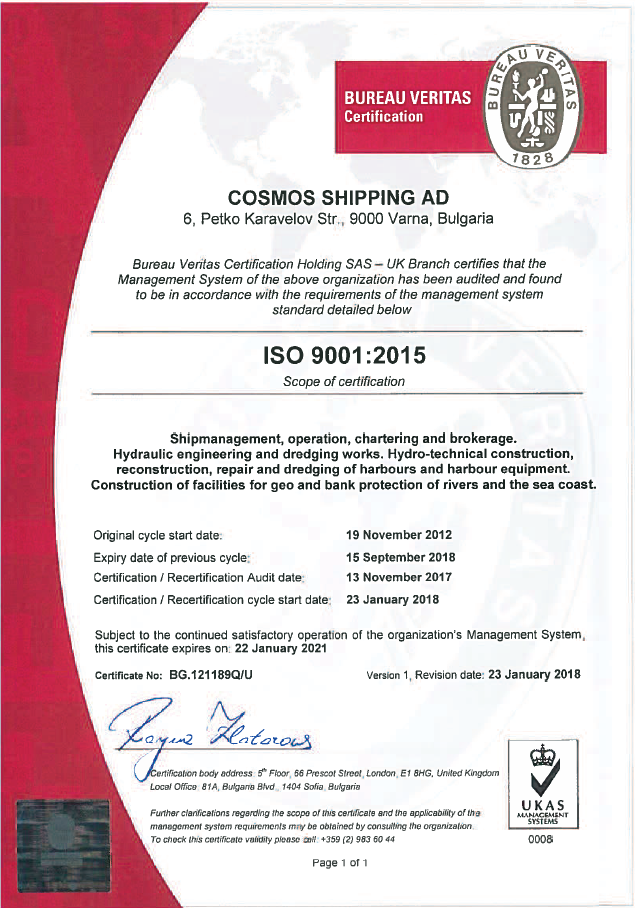 BUREAU VERITAS
Certification
BUREAU VERITAS
1828
COSMOS SHIPPING AD
6, Petko Karavelov Str., 9000 Varna, Bulgaria
Bureau Veritas Certification Holding SAS – UK Branch certifies that the
Management System of the above organization has been audited and found
to be in accordance with the requirements of the management system
standard detailed below
ISO 9001:2015
Scope of certification
Shipmanagement, operation, chartering and brokerage.
Hydraulic engineering and dredging works. Hydro-technical construction,
reconstruction, repair and dredging of harbours and harbour equipment.
Construction of facilities for geo and bank protection of rivers and the sea coast.
Original cycle start date: 19 November 2012
Expiry date of previous cycle: 15 September 2018
Certification / Recertification Audit date: 13 November 2017
Certification / Recertification cycle start date: 23 January 2018
Subject to the continued satisfactory operation of the organization's Management System,
this certificate expires on: 22 January 2021
Certificate No: BG.121189Q/U Version 1, Revision date: 23 January 2018
Certification body address: 5th Floor, 66 Prescot Street, London, E1 8HG, United Kingdom
Local Office: 81A, Bulgaria Blvd., 1404 Sofia, Bulgaria
Further clarifications regarding the scope of this certificate and the applicability of the
management system requirements may be obtained by consulting the organization.
To check this certificate validity please call: +359 (2) 983 60 44
UKAS
MANAGEMENT
SYSTEMS
0008
Page 1 of 1